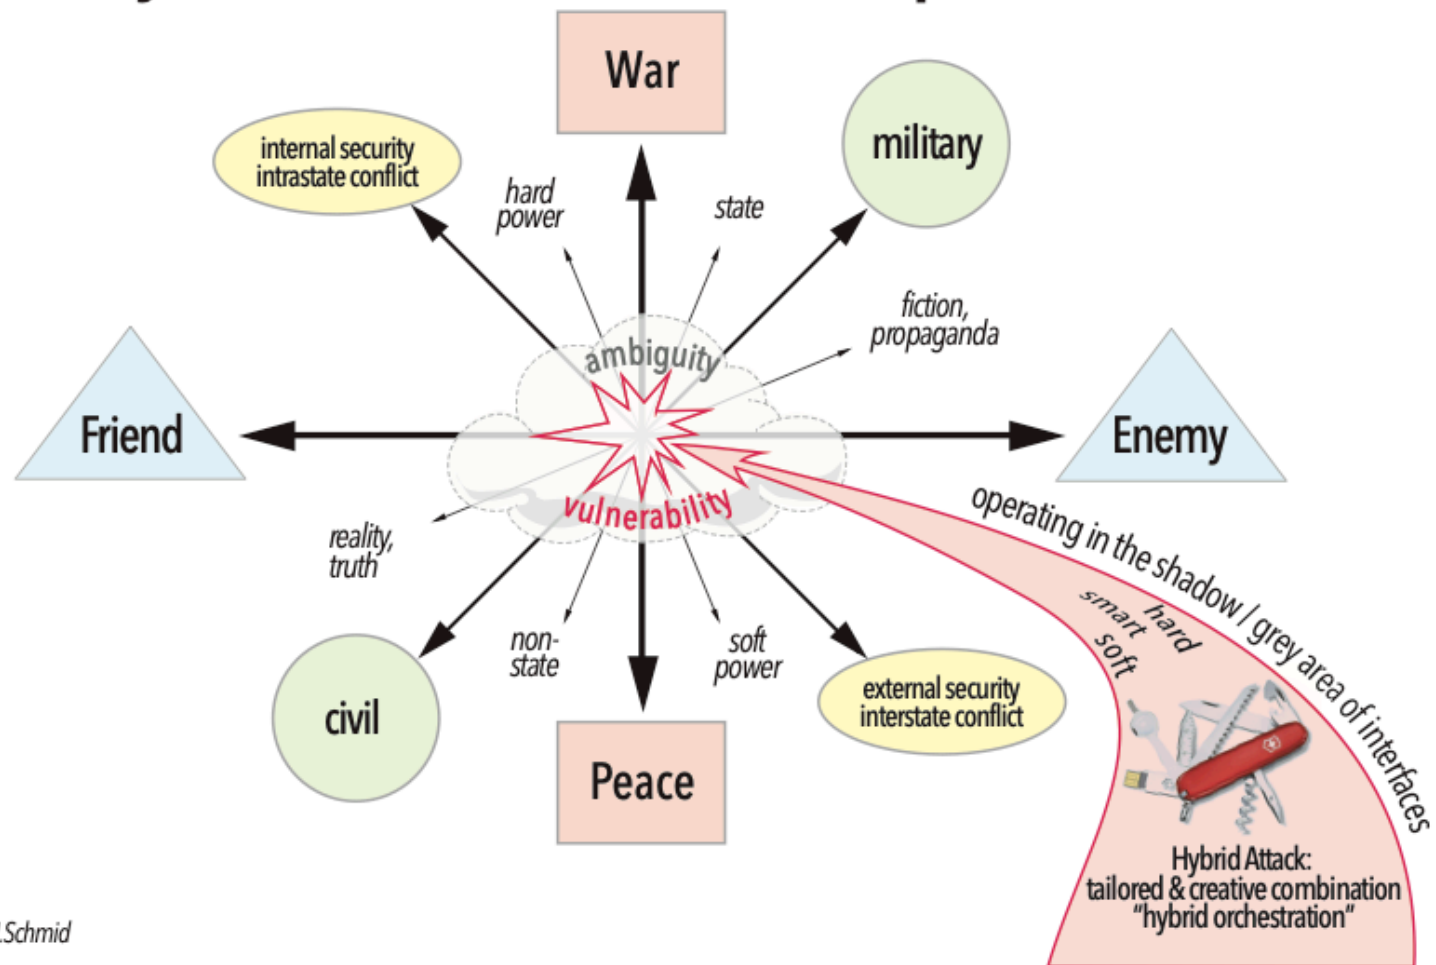 War
military
internal security
intrastate conflict
hard
power
state
fiction,
propaganda
ambiguity
Friend
Enemy
vulnerability
operating in the shadow / grey area of interfaces
reality,
truth
smart
hard
soft
non-
state
soft
power
civil
external security
interstate conflict
Peace
Hybrid Attack:
tailored & creative combination
“hybrid orchestration”
.Schmid